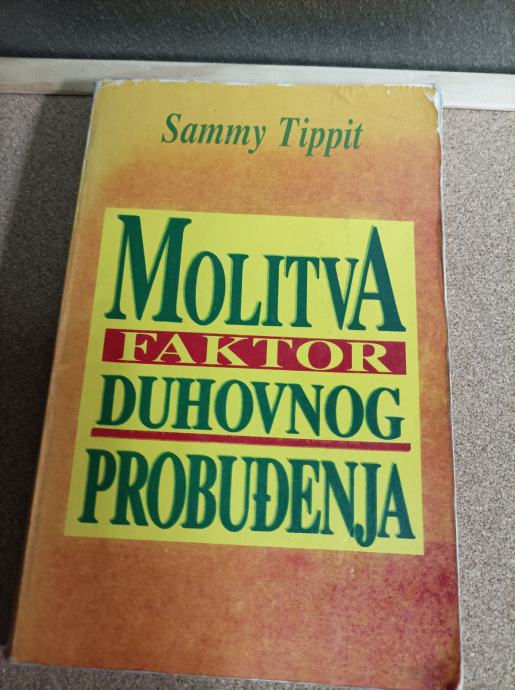 Sammy Tippit
MOLITVA
FAKTOR
DUHOVNOG
PROBUĐENJA